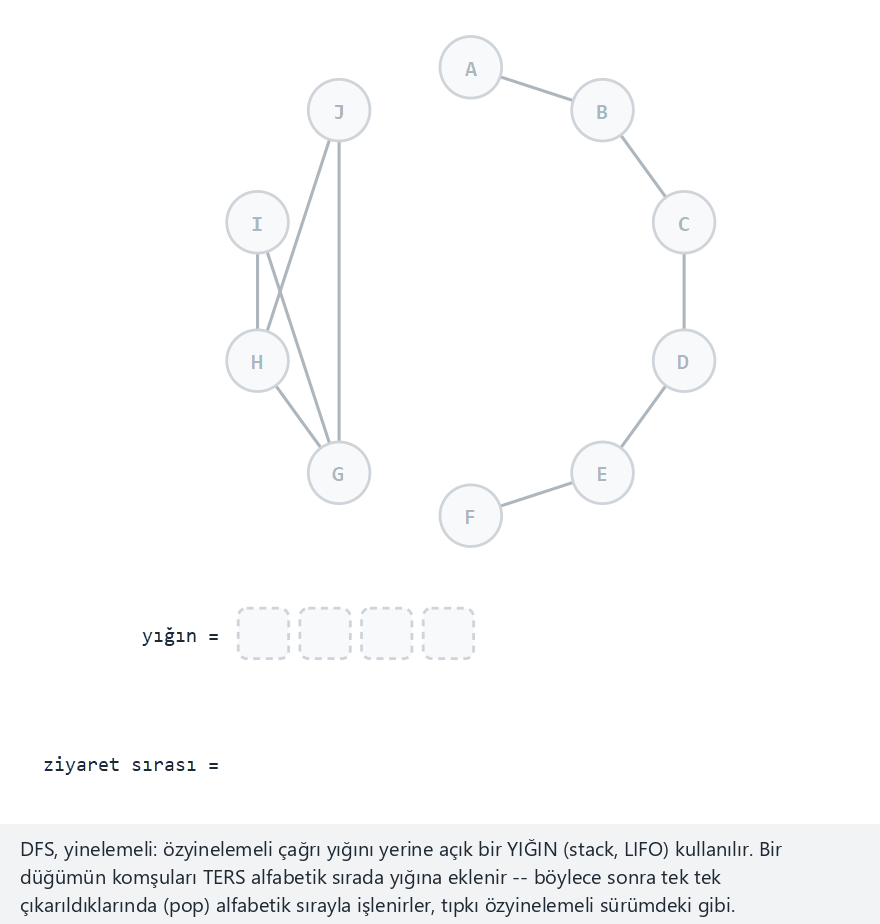 A
J
B
I
C
H
D
G
E
F
yığın =
ziyaret sırası =
DFS, yinelemeli: özyinelemeli çağrı yığını yerine açık bir YIĞIN (stack, LIFO) kullanılır. Bir
düğümün komşuları TERS alfabetik sırada yığına eklenir -- böylece sonra tek tek
çıkarıldıklarında (pop) alfabetik sırayla işlenirler, tıpkı özyinelemeli sürümdeki gibi.